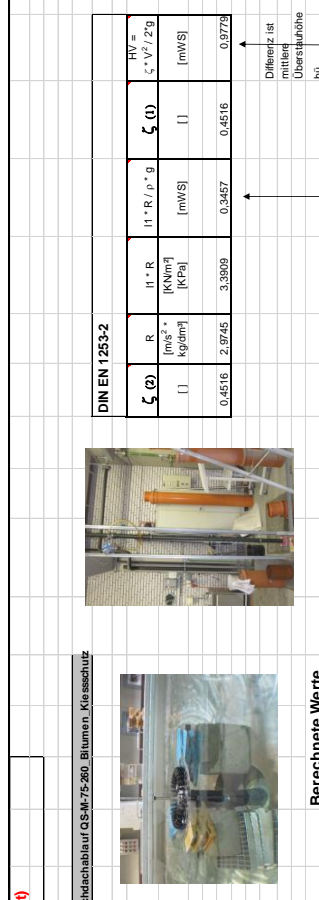 t)
chdachablauf QS-M-75-260_Bitumen_Kiesschutz
Berechnete Werte
DIN EN 1253-2
ζ (2) R I1 * R I1 * R / ρ * g ζ (1) HV = ζ * V² / 2*g
[ ] [m/s² * kg/dm³] [KN/m²] [KPa] [mWS] [ ] [mWS]
0,4516 2,9745 3,3909 0,3457 0,4516 0,9779
Differenz ist
mittlere
Überstauhöhe